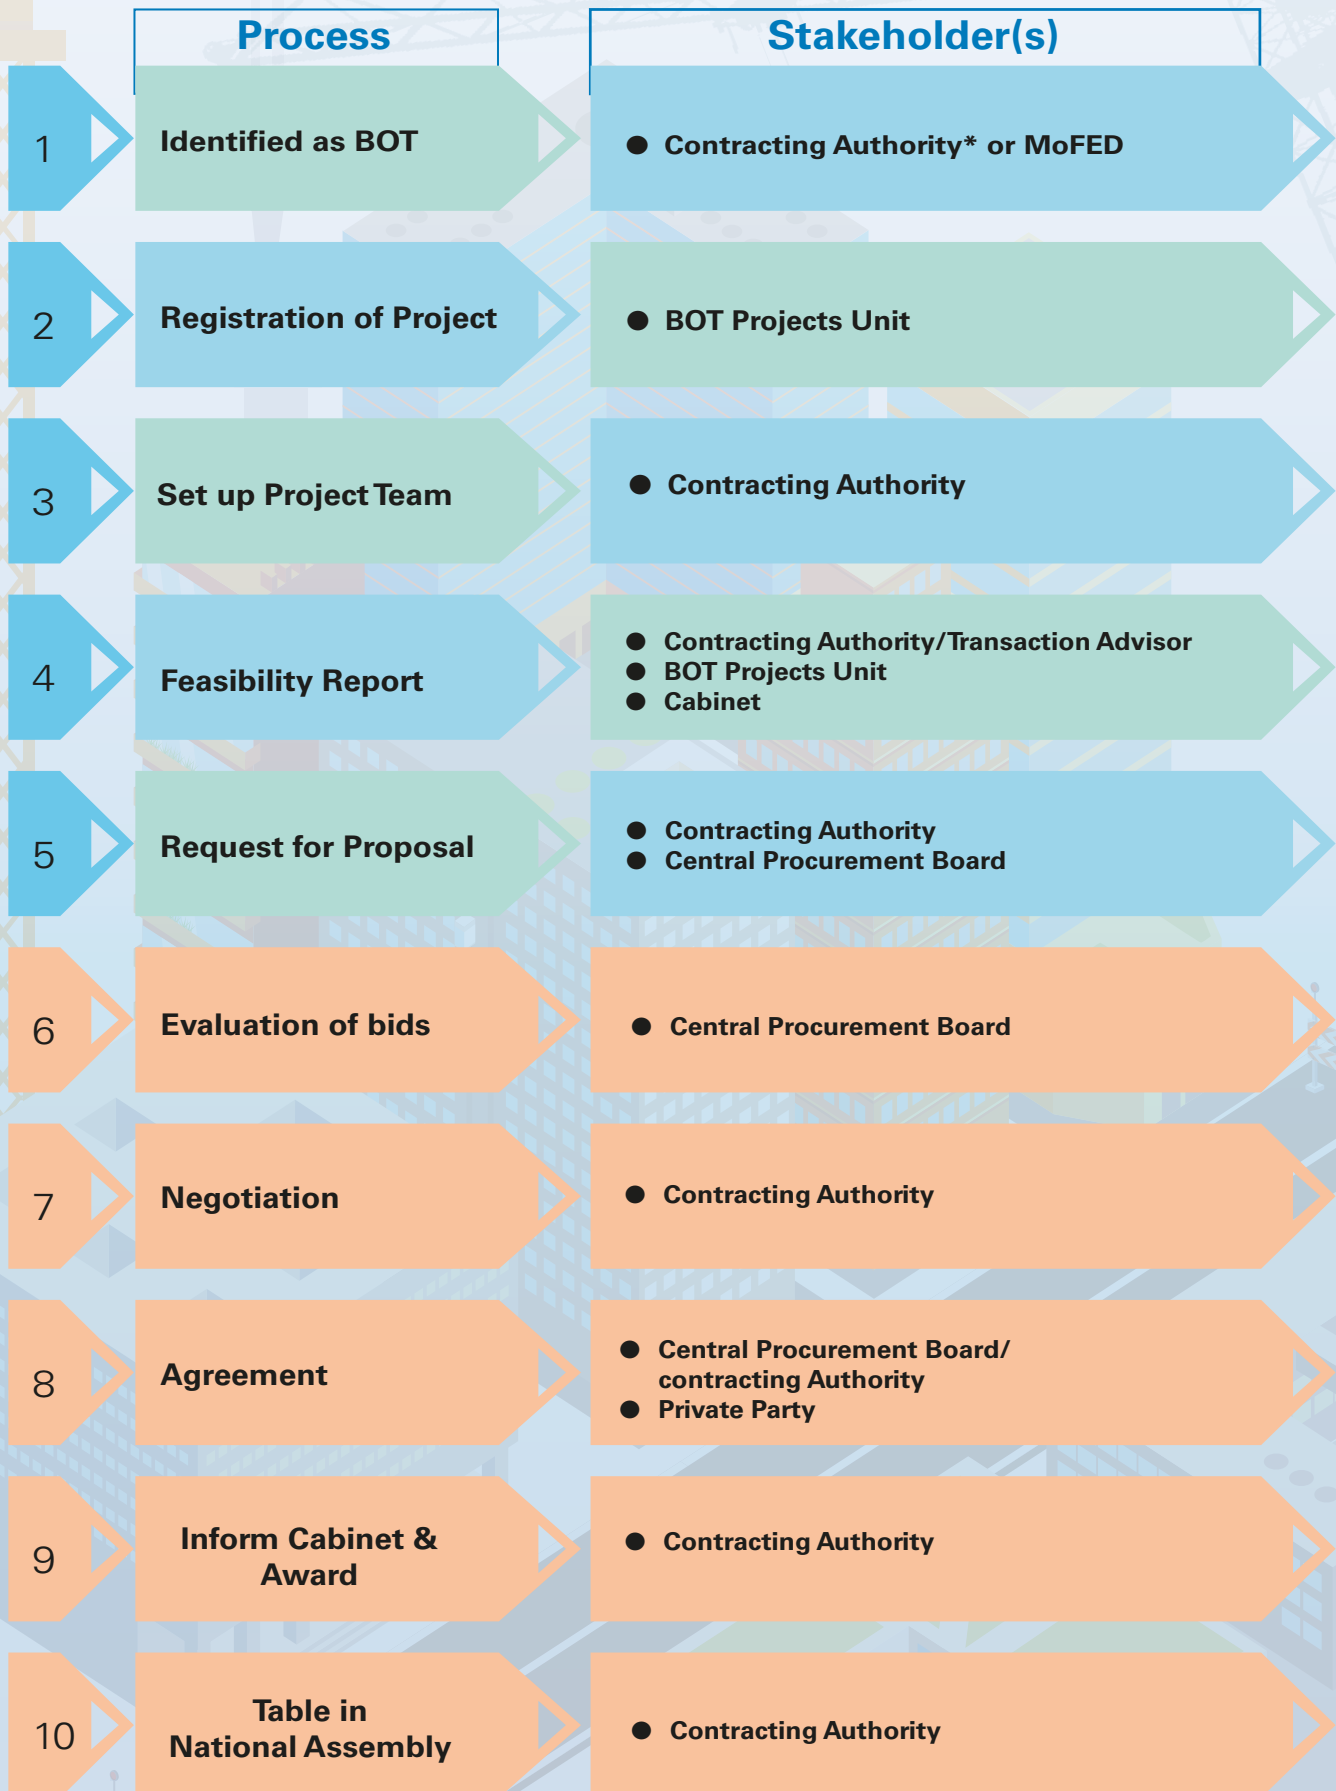 Process
Stakeholder(s)
1
Identified as BOT
● Contracting Authority* or MoFED
2
Registration of Project
● BOT Projects Unit
3
Set up Project Team
● Contracting Authority
4
Feasibility Report
● Contracting Authority/Transaction Advisor
● BOT Projects Unit
● Cabinet
5
Request for Proposal
● Contracting Authority
● Central Procurement Board
6
Evaluation of bids
● Central Procurement Board
7
Negotiation
● Contracting Authority
8
Agreement
● Central Procurement Board/
contracting Authority
● Private Party
9
Inform Cabinet &
Award
● Contracting Authority
10
Table in
National Assembly
● Contracting Authority